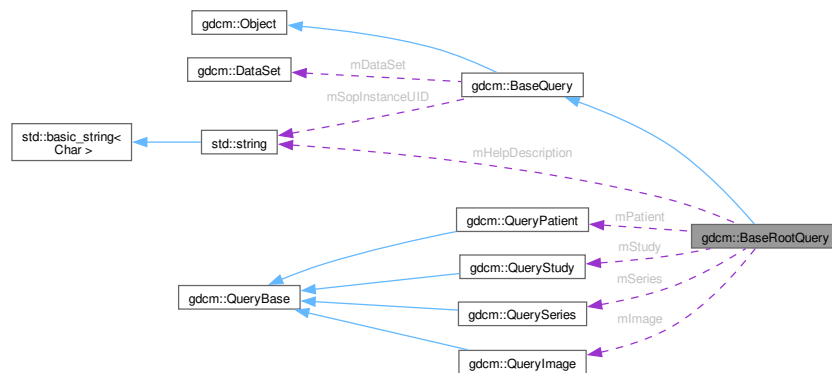 gdcm::Object
gdcm::DataSet
mDataSet
gdcm::BaseQuery
mSopInstanceUID
std::basic_string<
Char >
std::string
mHelpDescription
gdcm::QueryPatient
mPatient
gdcm::BaseRootQuery
mStudy
gdcm::QueryStudy
mSeries
gdcm::QueryBase
gdcm::QuerySeries
mImage
gdcm::QueryImage